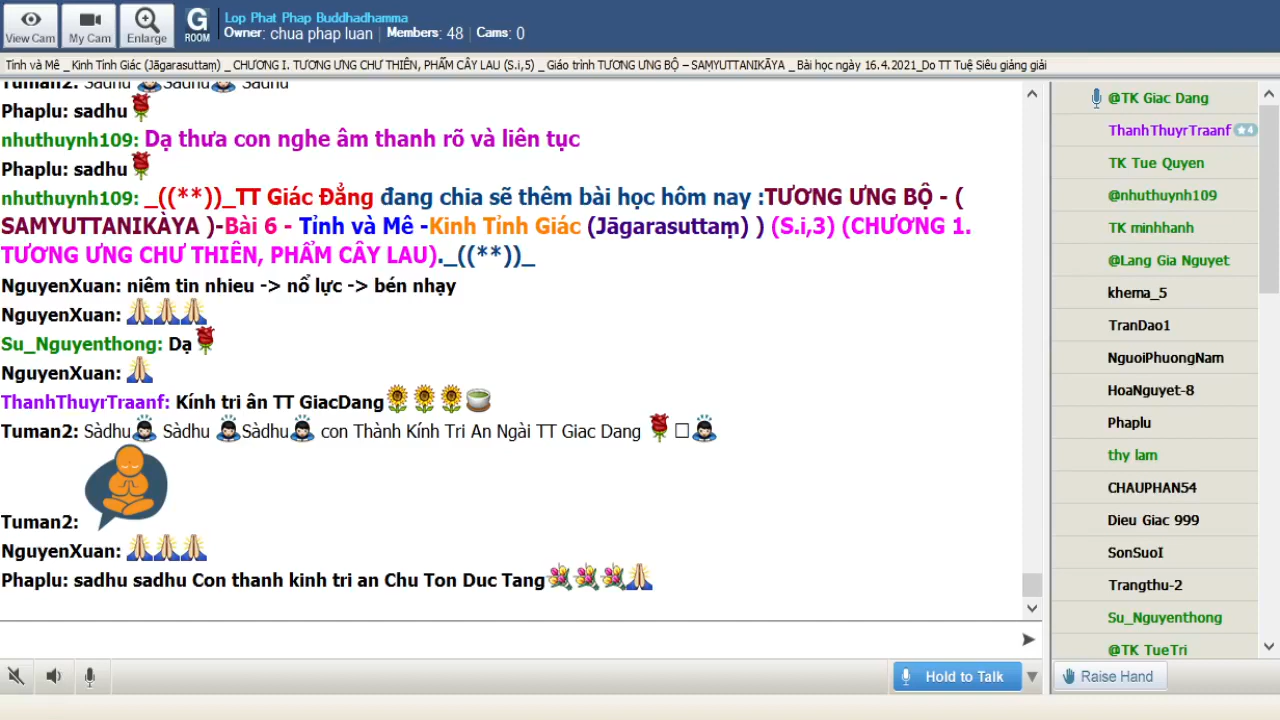 Lop Phat Phap Buddhadhamma
Owner: chua phap luan | Members: 48 | Cams: 0
View Cam
My Cam
Enlarge
G
ROOM
Tỉnh và Mê _ Kinh Tỉnh Giác (Jāgarasuttaṃ) _ CHƯƠNG I. TƯƠNG ƯNG CHƯ THIÊN, PHẨM CÂY LAU (S.i,5) _ Giáo trình TƯƠNG ƯNG BỘ – SAṂYUTTANIKĀYA _ Bài học ngày 16.4.2021_Do TT Tuệ Siêu giảng giải
Tuman2: Sàdhu Sàdhu Sàdhu
Phaplu: sadhu
nhuthuynh109: Dạ thưa con nghe âm thanh rõ và liên tục
Phaplu: sadhu
nhuthuynh109: _((**))_TT Giác Đẳng đang chia sẽ thêm bài học hôm nay :TƯƠNG ƯNG BỘ - (
SAMYUTTANIKÀYA )-Bài 6 - Tỉnh và Mê -Kinh Tỉnh Giác (Jāgarasuttaṃ) ) (S.i,3) (CHƯƠNG 1.
TƯƠNG ƯNG CHƯ THIÊN, PHẨM CÂY LAU)._((**))_
NguyenXuan: niêm tin nhieu -> nổ lực -> bén nhạy
NguyenXuan:
Su_Nguyenthong: Dạ
NguyenXuan:
ThanhThuyrTraanf: Kính tri ân TT GiacDang
Tuman2: Sàdhu Sàdhu Sàdhu con Thành Kính Tri An Ngài TT Giac Dang
Tuman2:
NguyenXuan:
Phaplu: sadhu sadhu Con thanh kinh tri an Chu Ton Duc Tang
Hold to Talk
@TK Giac Dang
ThanhThuyrTraanf ★4
TK Tue Quyen
@nhuthuynh109
TK minhhanh
@Lang Gia Nguyet
khema_5
TranDao1
NguoiPhuongNam
HoaNguyet-8
Phaplu
thy lam
CHAUPHAN54
Dieu Giac 999
SonSuoI
Trangthu-2
Su_Nguyenthong
@TK TueTri
Raise Hand